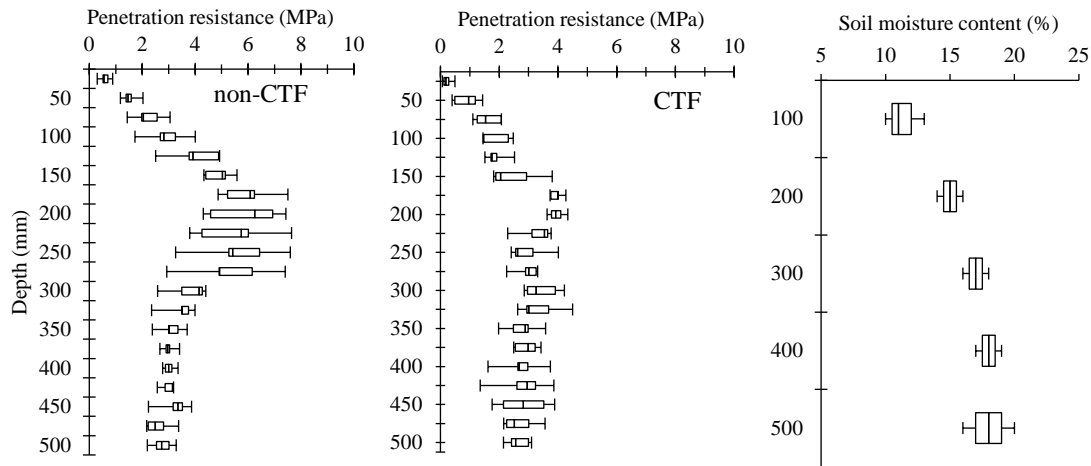 Penetration resistance (MPa)
0 2 4 6 8 10
non-CTF
Depth (mm)
50
100
150
200
250
300
350
400
450
500
Penetration resistance (MPa)
0 2 4 6 8 10
CTF
50
100
150
200
250
300
350
400
450
500
Soil moisture content (%)
5 10 15 20 25
100
200
300
400
500